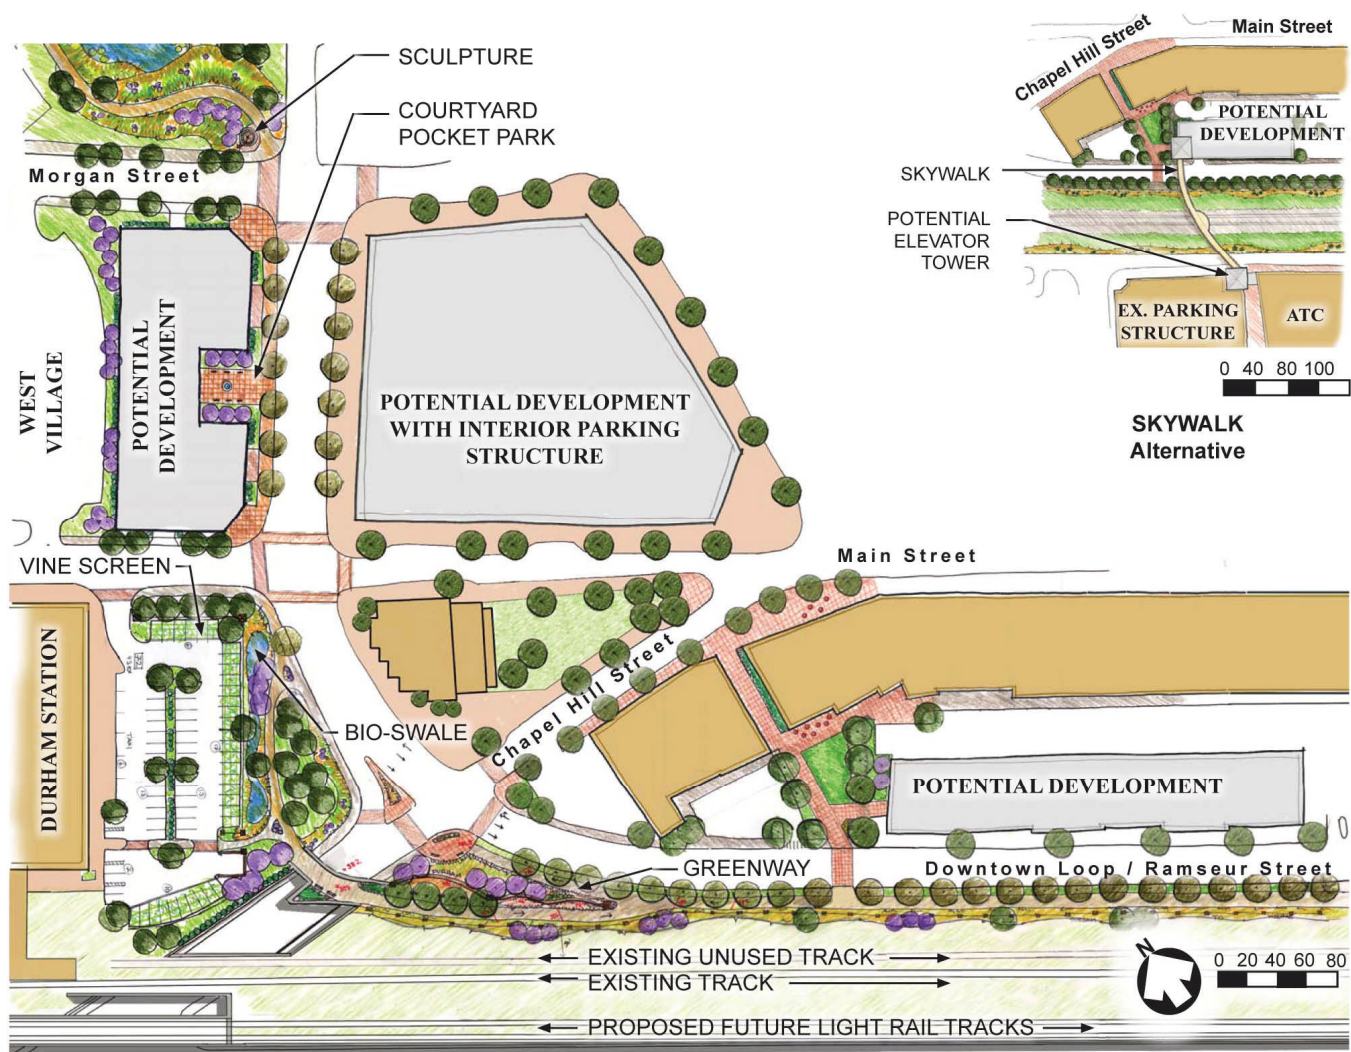 SCULPTURE
COURTYARD
POCKET PARK
Morgan Street
WEST
VILLAGE
POTENTIAL
DEVELOPMENT
POTENTIAL DEVELOPMENT
WITH INTERIOR PARKING
STRUCTURE
Chapel Hill Street
Main Street
POTENTIAL
DEVELOPMENT
SKYWALK
POTENTIAL
ELEVATOR
TOWER
EX. PARKING
STRUCTURE
ATC
0 40 80 100
SKYWALK
Alternative
VINE SCREEN
Main Street
DURHAM STATION
BIO-SWALE
Chapel Hill Street
POTENTIAL DEVELOPMENT
GREENWAY
Downtown Loop / Ramseur Street
EXISTING UNUSED TRACK
EXISTING TRACK
PROPOSED FUTURE LIGHT RAIL TRACKS
N
0 20 40 60 80